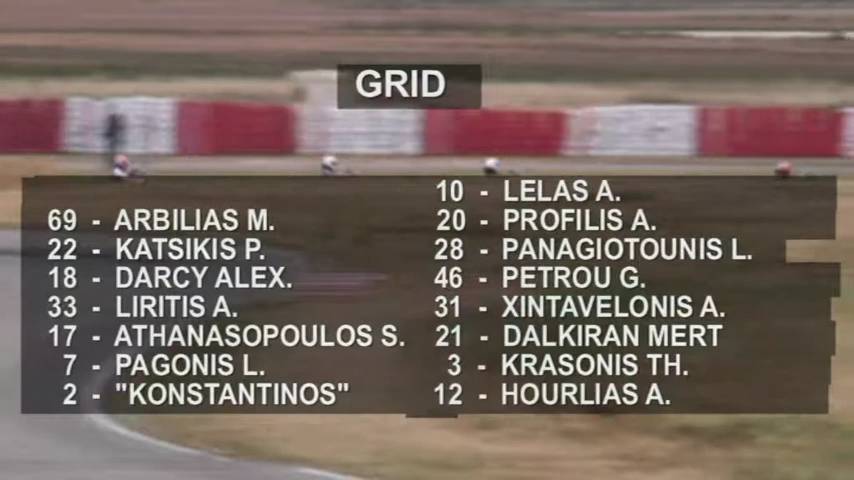 GRID
10 - LELAS A.
69 - ARBILIAS M.
20 - PROFILIS A.
22 - KATSIKIS P.
28 - PANAGIOTOUNIS L.
18 - DARCY ALEX.
46 - PETROU G.
33 - LIRITIS A.
31 - XINTAVELONIS A.
17 - ATHANASOPOULOS S.
21 - DALKIRAN MERT
7 - PAGONIS L.
3 - KRASONIS TH.
2 - "KONSTANTINOS"
12 - HOURLIAS A.